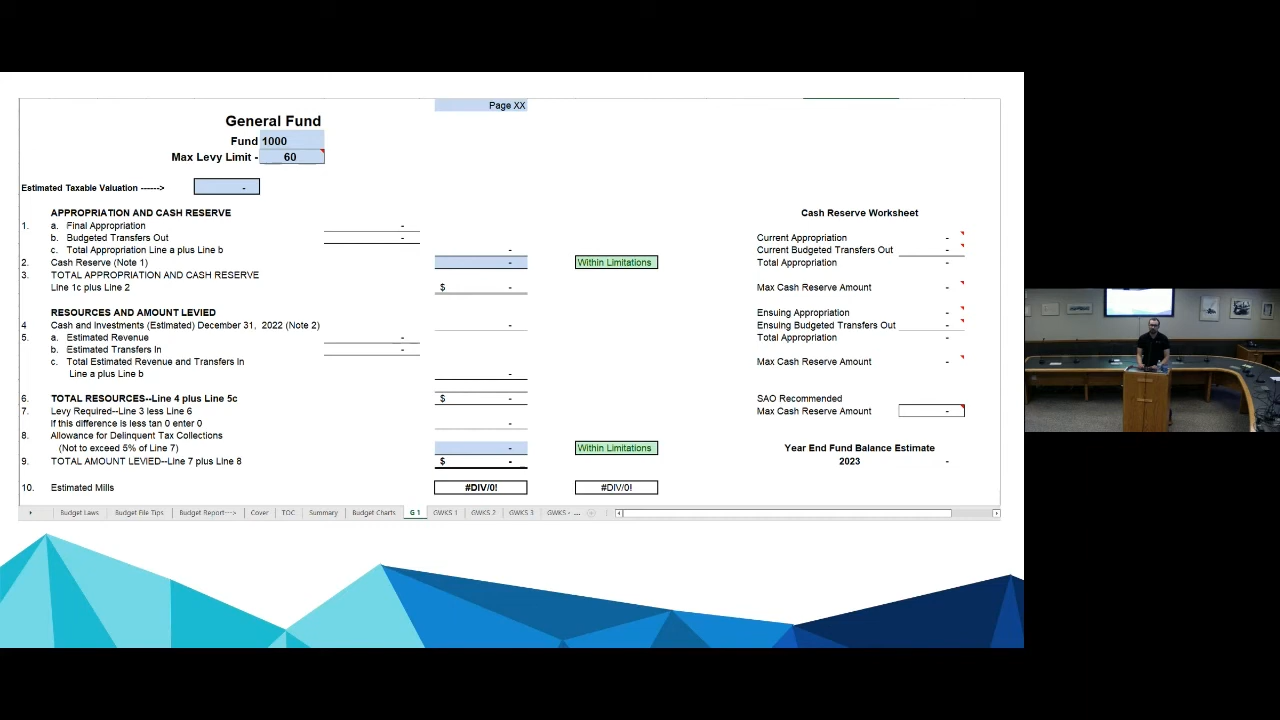 Page XX
General Fund
Fund 1000
Max Levy Limit - 60
Estimated Taxable Valuation ------> -
APPROPRIATION AND CASH RESERVE
1. a. Final Appropriation -
b. Budgeted Transfers Out -
c. Total Appropriation Line a plus Line b -
2. Cash Reserve (Note 1) - Within Limitations
3. TOTAL APPROPRIATION AND CASH RESERVE
Line 1c plus Line 2 $ -
RESOURCES AND AMOUNT LEVIED
4 Cash and Investments (Estimated) December 31, 2022 (Note 2) -
5. a. Estimated Revenue -
b. Estimated Transfers In -
c. Total Estimated Revenue and Transfers In
Line a plus Line b -
6. TOTAL RESOURCES--Line 4 plus Line 5c $ -
7. Levy Required--Line 3 less Line 6
If this difference is less tan 0 enter 0 -
8. Allowance for Delinquent Tax Collections
(Not to exceed 5% of Line 7) - Within Limitations
9. TOTAL AMOUNT LEVIED--Line 7 plus Line 8 $ -
10. Estimated Mills #DIV/0! #DIV/0!
Cash Reserve Worksheet
Current Appropriation -
Current Budgeted Transfers Out -
Total Appropriation -
Max Cash Reserve Amount -
Ensuing Appropriation -
Ensuing Budgeted Transfers Out -
Total Appropriation -
Max Cash Reserve Amount -
SAO Recommended
Max Cash Reserve Amount -
Year End Fund Balance Estimate
2023 -
Budget Laws Budget File Tips Budget Report---> Cover TOC Summary Budget Charts G 1 GWKS 1 GWKS 2 GWKS 3 GWKS ...